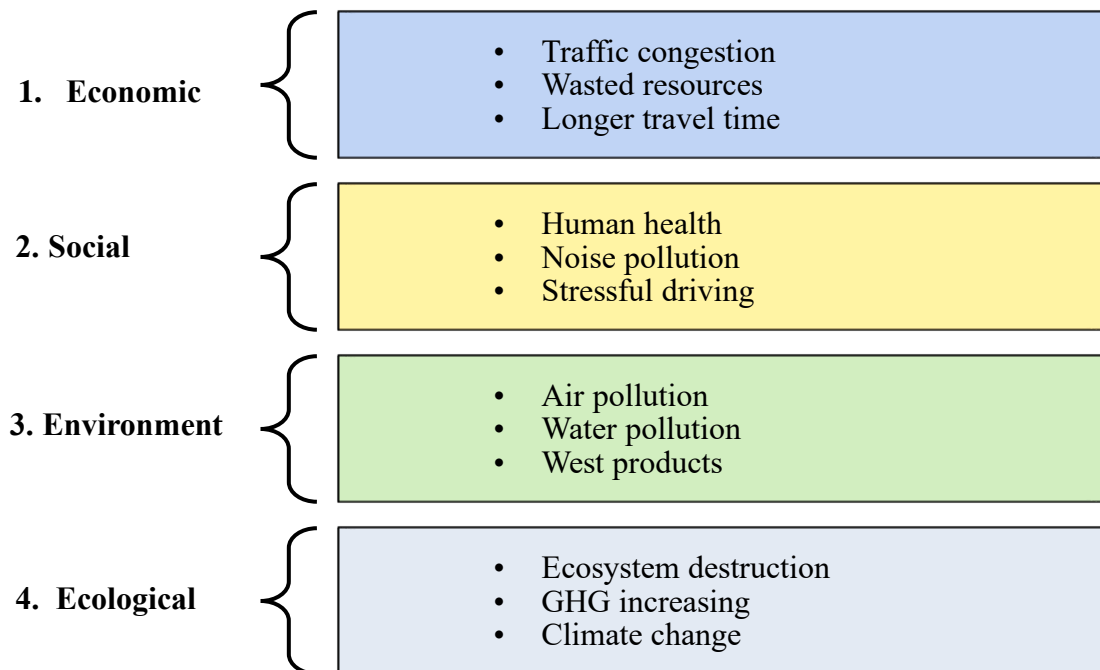 1. Economic
• Traffic congestion
• Wasted resources
• Longer travel time
2. Social
• Human health
• Noise pollution
• Stressful driving
3. Environment
• Air pollution
• Water pollution
• West products
4. Ecological
• Ecosystem destruction
• GHG increasing
• Climate change